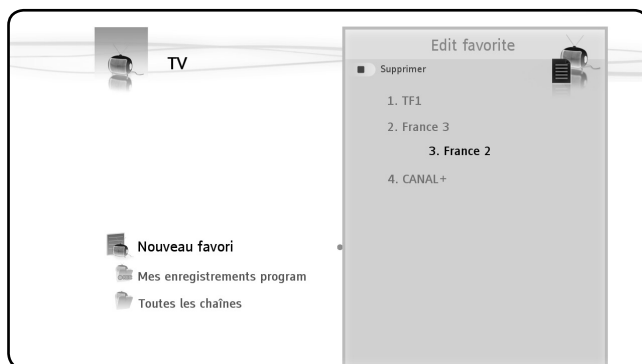 TV
Nouveau favori
Mes enregistrements program
Toutes les chaînes
Edit favorite
Supprimer
1. TF1
2. France 3
3. France 2
4. CANAL+